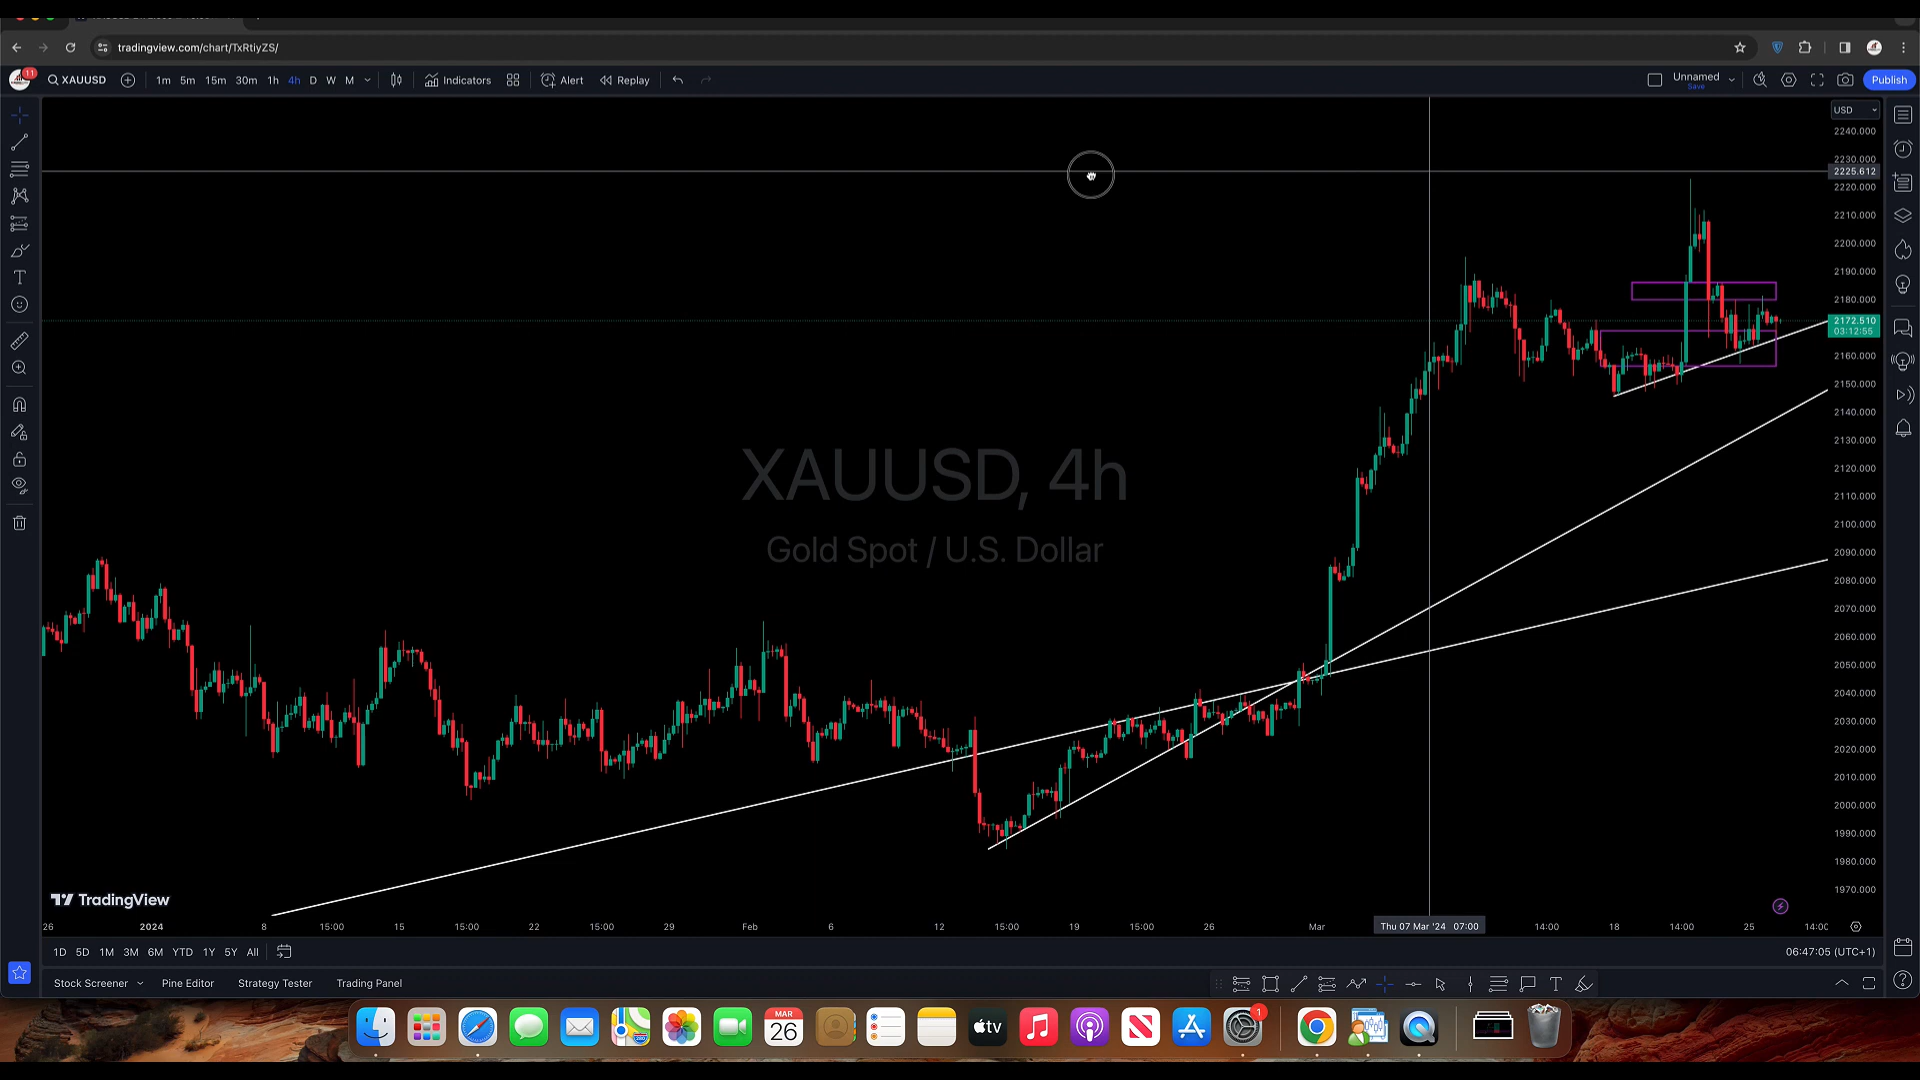 tradingview.com/chart/TxRtiyZS/
11
XAUUSD
1m 5m 15m 30m 1h 4h D W M
Indicators
Alert
Replay
Unnamed
Save
Publish
USD
2240.000
2230.000
2225.612
2220.000
2210.000
2200.000
2190.000
2180.000
2172.510
03:12:55
2160.000
2150.000
2140.000
2130.000
2120.000
2110.000
2100.000
2090.000
2080.000
2070.000
2060.000
2050.000
2040.000
2030.000
2020.000
2010.000
2000.000
1990.000
1980.000
1970.000
XAUUSD, 4h
Gold Spot / U.S. Dollar
TradingView
26 2024 8 15:00 15 15:00 22 15:00 29 Feb 6 12 15:00 19 15:00 26 Mar Thu 07 Mar '24 07:00 14:00 18 14:00 25 14:00
1D 5D 1M 3M 6M YTD 1Y 5Y All
06:47:05 (UTC+1)
Stock Screener Pine Editor Strategy Tester Trading Panel
MAR
26
tv
1